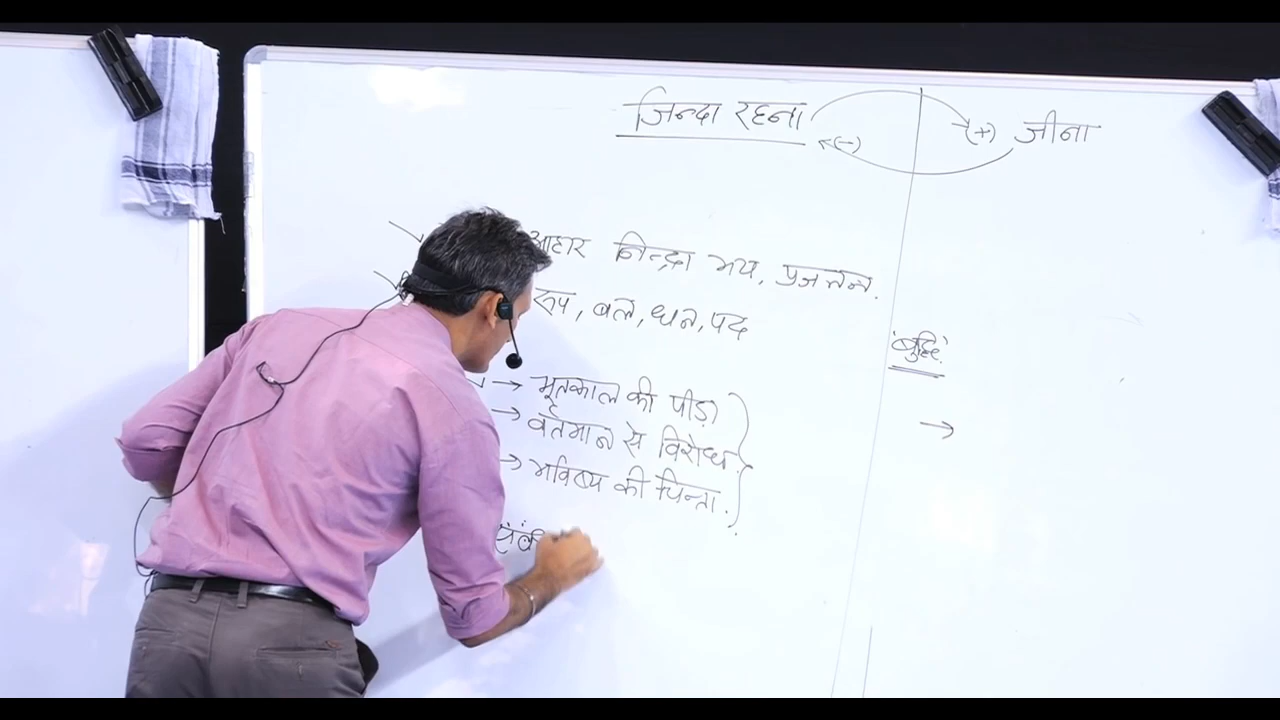 जिन्दा रहना (-) (+) जीना
आहार निन्द्रा भय, प्रजनन.
रूप, बल, धन, पद
'बुद्धि'
→ भूतकाल की पीड़ा
→ वर्तमान से विरोध
→ भविष्य की चिन्ता.